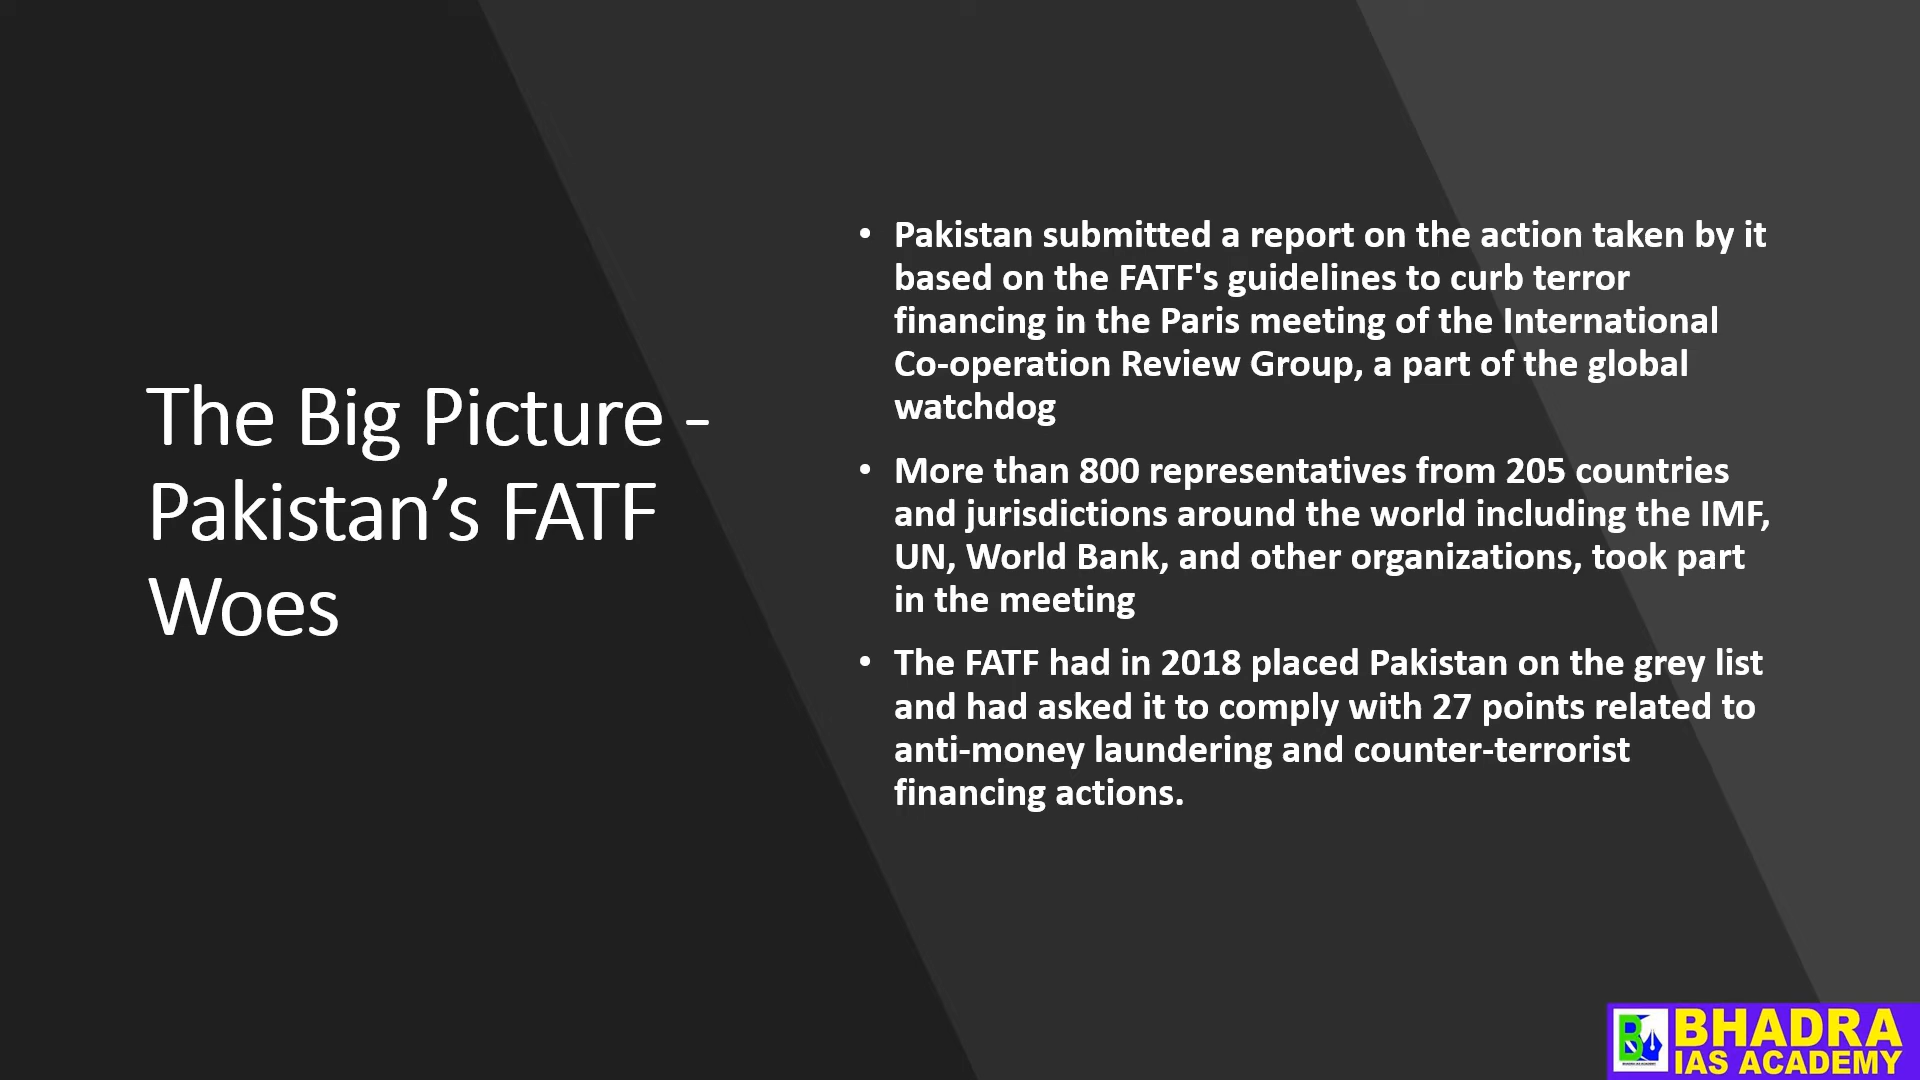 The Big Picture -
Pakistan’s FATF
Woes
• Pakistan submitted a report on the action taken by it
based on the FATF's guidelines to curb terror
financing in the Paris meeting of the International
Co-operation Review Group, a part of the global
watchdog
• More than 800 representatives from 205 countries
and jurisdictions around the world including the IMF,
UN, World Bank, and other organizations, took part
in the meeting
• The FATF had in 2018 placed Pakistan on the grey list
and had asked it to comply with 27 points related to
anti-money laundering and counter-terrorist
financing actions.
BHADRA
IAS ACADEMY